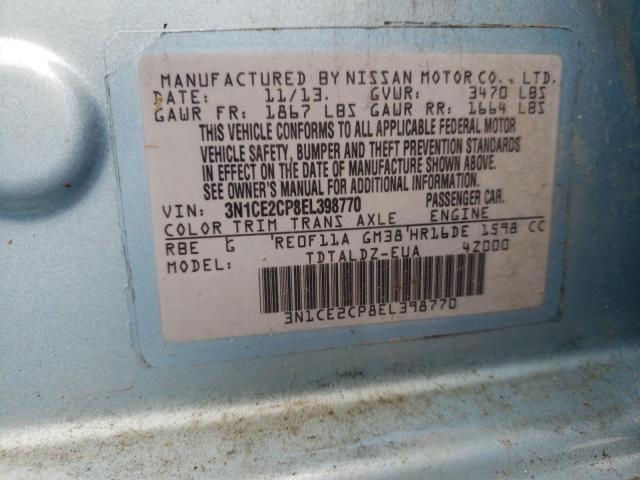 MANUFACTURED BY NISSAN MOTOR CO., LTD.
DATE: 11/13. GVWR: 3470 LBS
GAWR FR: 1867 LBS GAWR RR: 1664 LBS
THIS VEHICLE CONFORMS TO ALL APPLICABLE FEDERAL MOTOR
VEHICLE SAFETY, BUMPER AND THEFT PREVENTION STANDARDS
IN EFFECT ON THE DATE OF MANUFACTURE SHOWN ABOVE.
SEE OWNER'S MANUAL FOR ADDITIONAL INFORMATION.
VIN: 3N1CE2CP8EL398770 PASSENGER CAR.
COLOR TRIM TRANS AXLE ENGINE
RBE G RE0F11A GM38 HR16DE 1598 CC
MODEL: TDTALDZ-EUA 4Z000
3N1CE2CP8EL398770